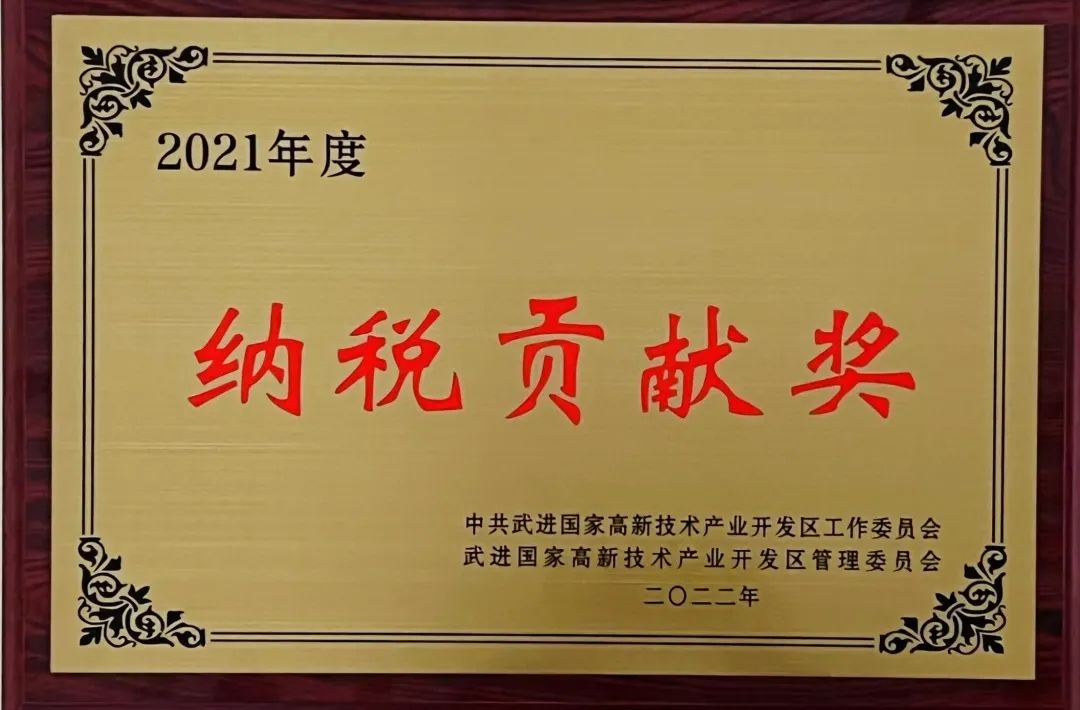 2021年度
纳税贡献奖
中共武进国家高新技术产业开发区工作委员会
武进国家高新技术产业开发区管理委员会
二〇二二年